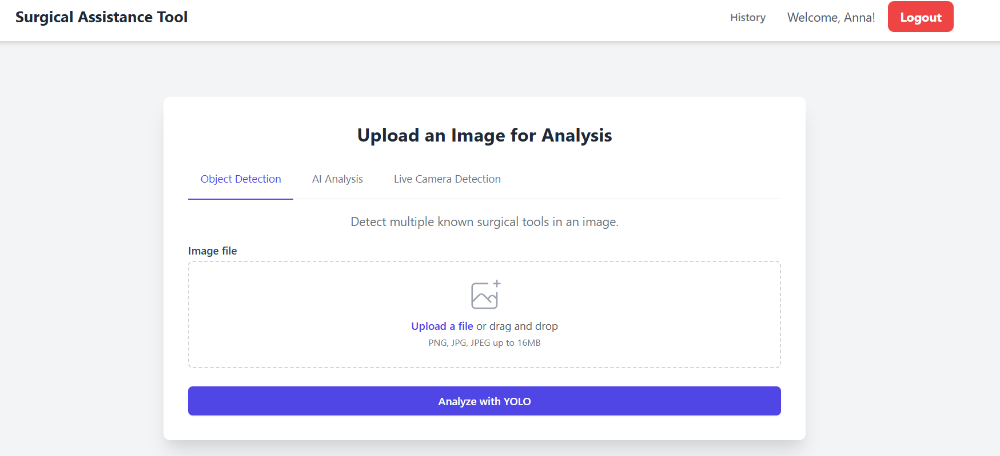 Surgical Assistance Tool
History
Welcome, Anna!
Logout
Upload an Image for Analysis
Object Detection
AI Analysis
Live Camera Detection
Detect multiple known surgical tools in an image.
Image file
Upload a file or drag and drop
PNG, JPG, JPEG up to 16MB
Analyze with YOLO